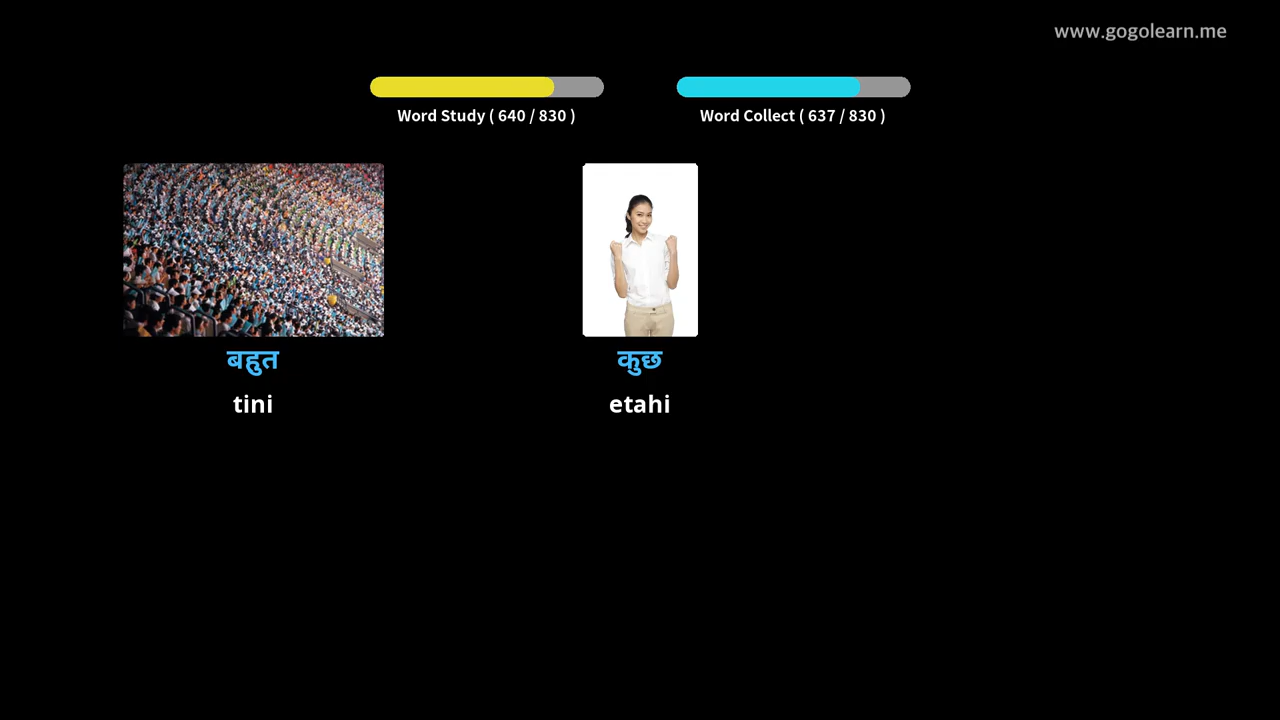 www.gogolearn.me
Word Study ( 640 / 830 )
Word Collect ( 637 / 830 )
बहुत
tini
कुछ
etahi